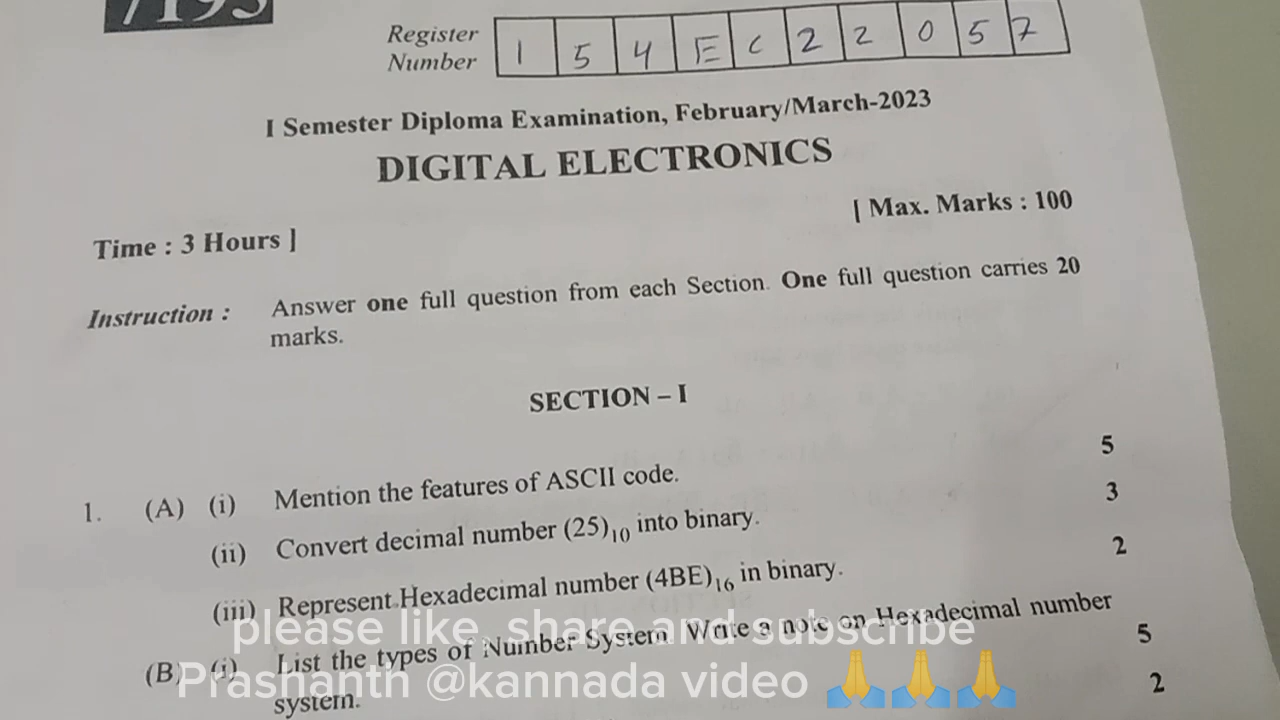 7195
Register
Number
1 5 4 E C 2 2 0 5 7
I Semester Diploma Examination, February/March-2023
DIGITAL ELECTRONICS
Time : 3 Hours ]
[ Max. Marks : 100
Instruction : Answer one full question from each Section. One full question carries 20
marks.
SECTION – I
1. (A) (i) Mention the features of ASCII code. 5
(ii) Convert decimal number (25)₁₀ into binary. 3
(iii) Represent Hexadecimal number (4BE)₁₆ in binary. 2
(B) (i) List the types of Number System. Write a note on Hexadecimal number
system. 5
2
please like share and subscribe
Prashanth @kannada video 🙏🙏🙏